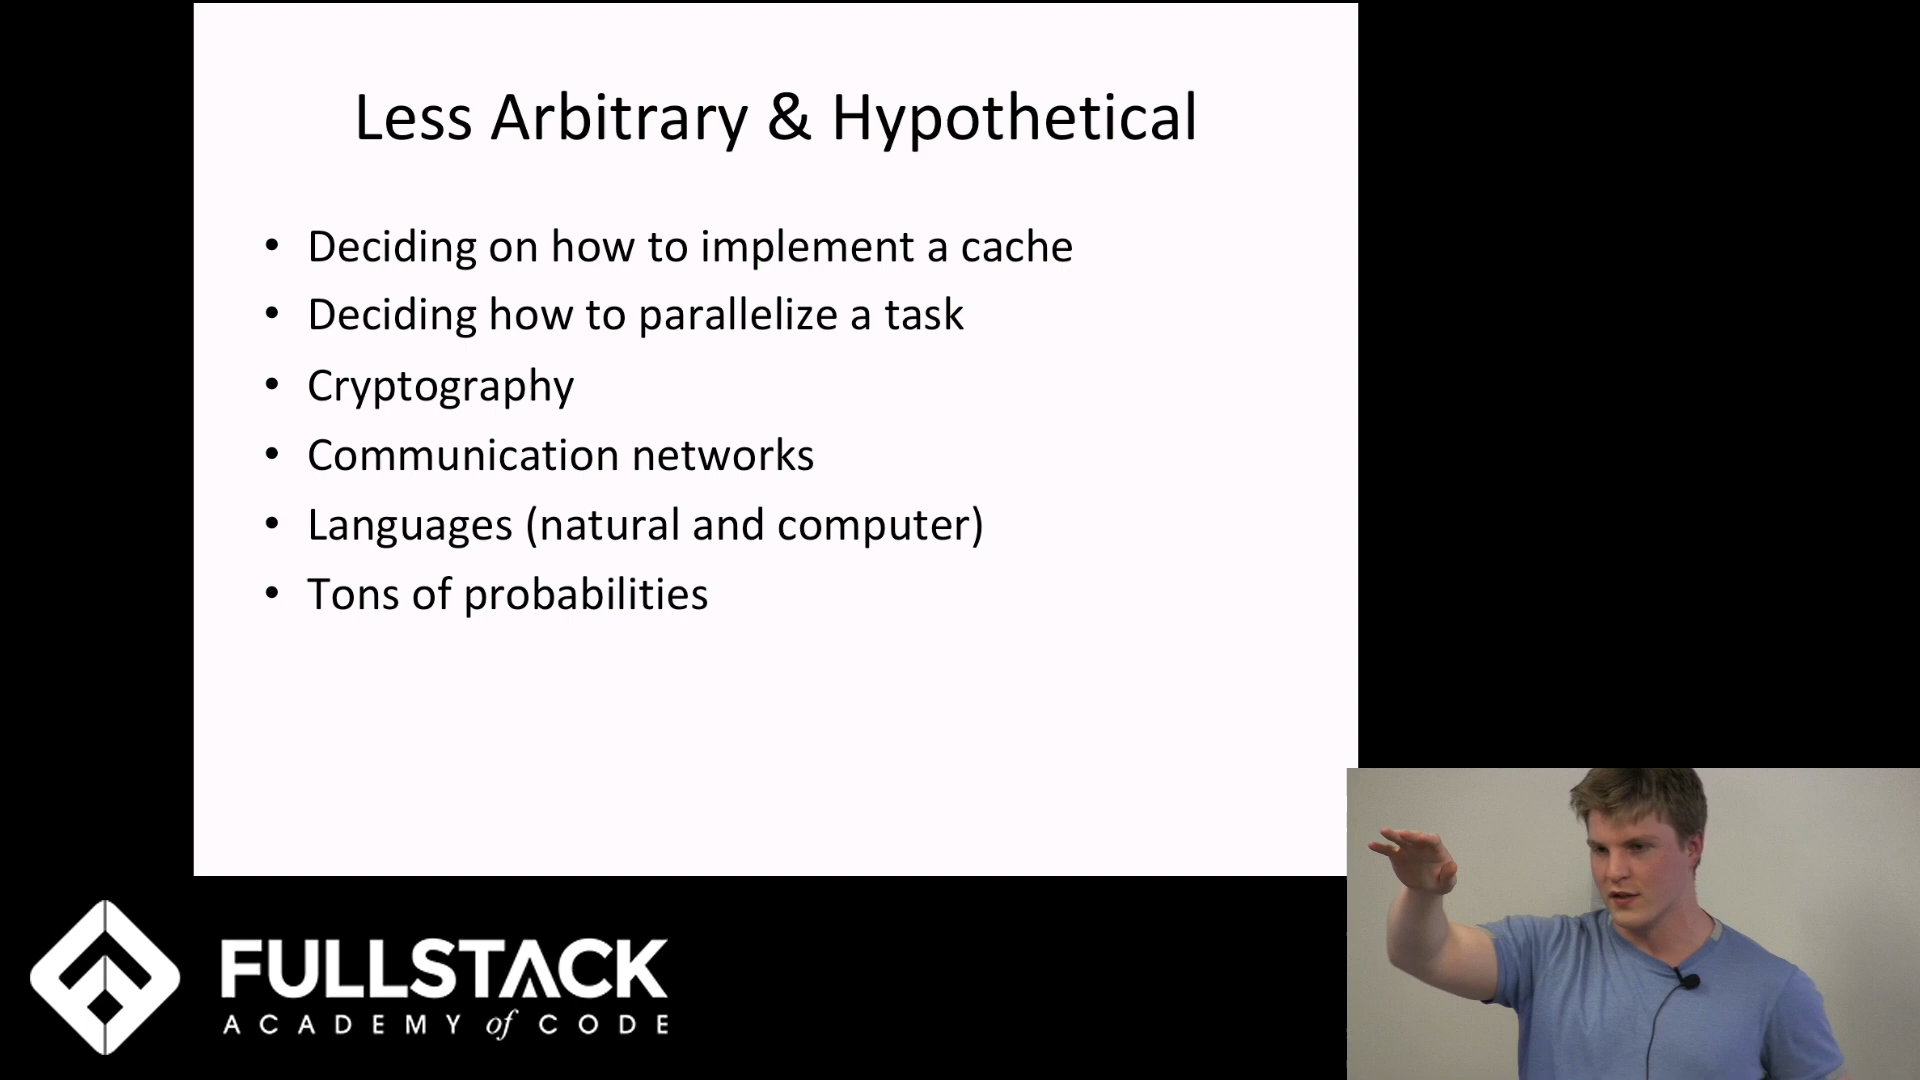 Less Arbitrary & Hypothetical
• Deciding on how to implement a cache
• Deciding how to parallelize a task
• Cryptography
• Communication networks
• Languages (natural and computer)
• Tons of probabilities
FULLSTACK
ACADEMY of CODE